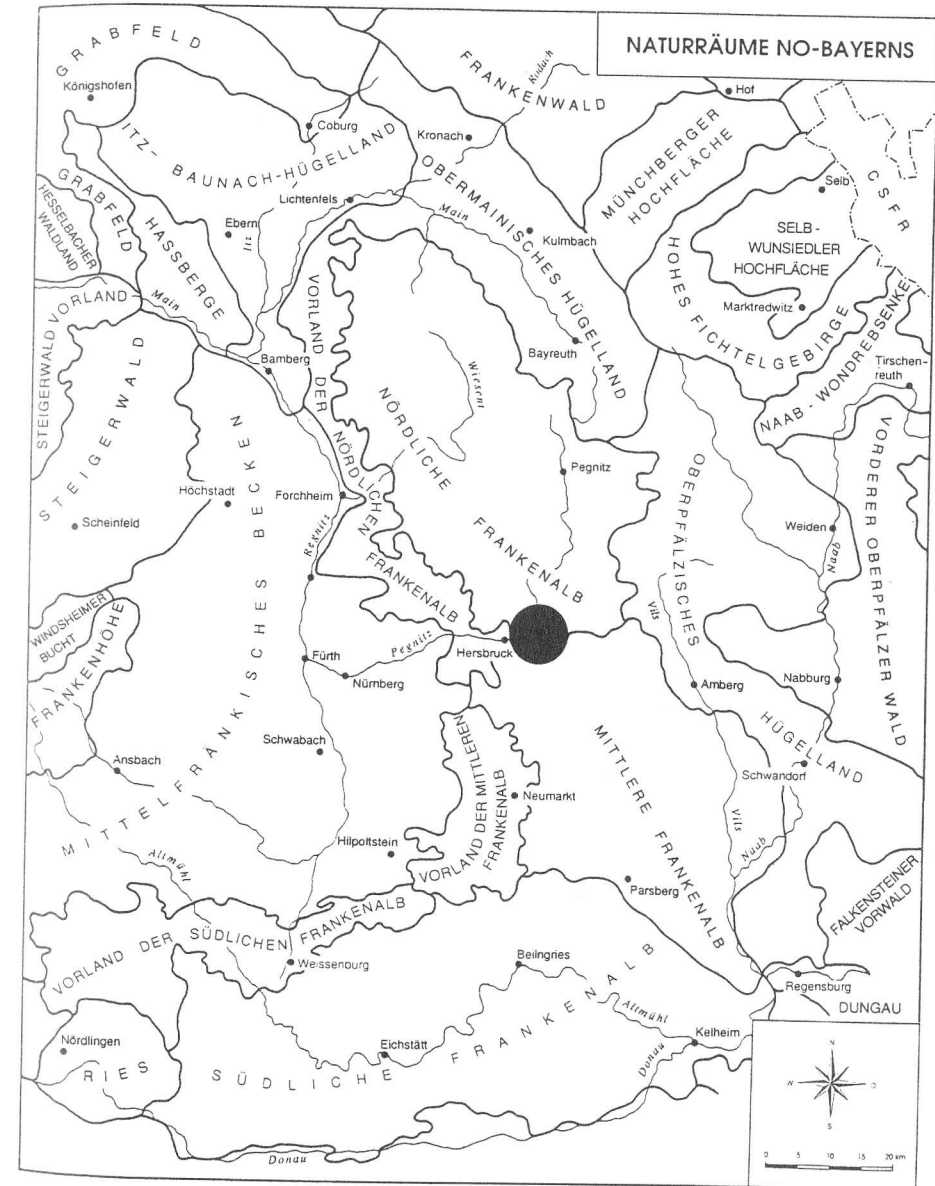 NATURRÄUME NO-BAYERNS
GRABFELD
Königshofen
Coburg
ITZ- BAUNACH-HÜGELLAND
FRANKENWALD
Rodach
Kronach
Hof
MÜNCHBERGER
HOCHFLÄCHE
Selb
CSFR
GRABFELD
HESSELBACHER
WALDLAND
HASSBERGE
Ebern
Itz
Lichtenfels
OBERMAINISCHES HÜGELLAND
Main
Kulmbach
SELB-
WUNSIEDLER
HOCHFLÄCHE
Marktredwitz
HOHES FICHTELGEBIRGE
STEIGERWALD VORLAND
Main
Bamberg
VORLAND DER NÖRDLICHEN FRANKENALB
Bayreuth
Wiesent
NAAB-WONDREBSENKE
Tirschen-
reuth
STEIGERWALD
Scheinfeld
Höchstadt
Forchheim
Regnitz
NÖRDLICHE FRANKENALB
Pegnitz
OBERPFÄLZISCHES HÜGELLAND
Weiden
Naab
VORDERER OBERPFÄLZER WALD
WINDSHEIMER
BUCHT
FRANKENHÖHE
MITTELFRÄNKISCHES BECKEN
Fürth
Pegnitz
Nürnberg
Hersbruck
Vils
Amberg
Nabburg
Ansbach
Schwabach
VORLAND DER MITTLEREN
FRANKENALB
Neumarkt
MITTLERE FRANKENALB
Schwandorf
Vils
Naab
Hilpoltstein
Altmühl
Parsberg
FALKENSTEINER
VORWALD
VORLAND DER SÜDLICHEN FRANKENALB
Weissenburg
Beilngries
Altmühl
Regensburg
DUNGAU
Nördlingen
RIES
Eichstätt
SÜDLICHE FRANKENALB
Kelheim
Donau
Donau
N
W
O
S
0 5 10 15 20 km